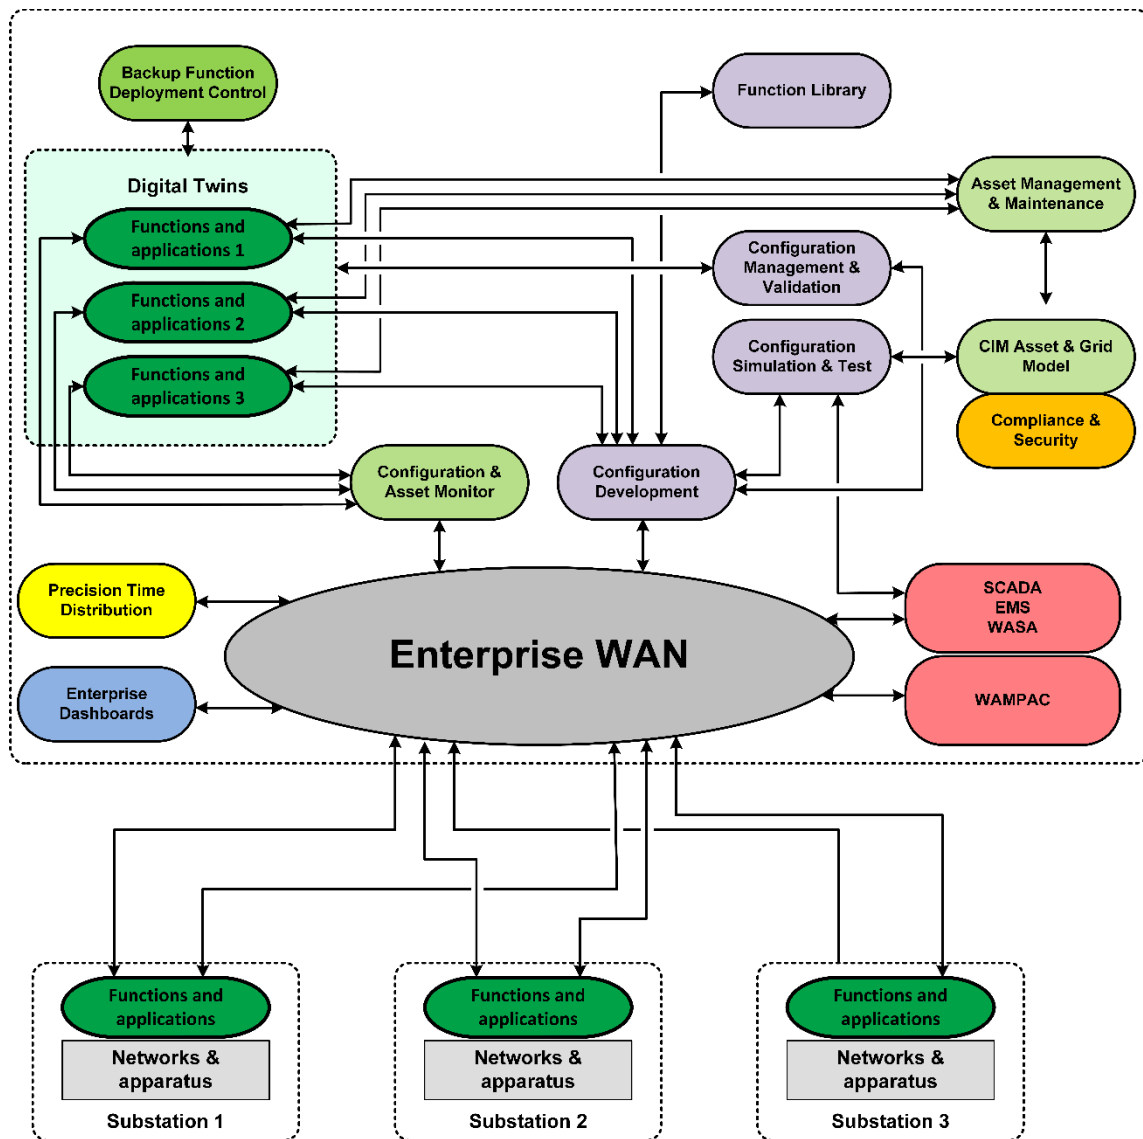 Backup Function
Deployment Control
Function Library
Digital Twins
Asset Management
& Maintenance
Functions and
applications 1
Configuration
Management &
Validation
Functions and
applications 2
Configuration
Simulation & Test
CIM Asset & Grid
Model
Functions and
applications 3
Compliance &
Security
Configuration &
Asset Monitor
Configuration
Development
Precision Time
Distribution
SCADA
EMS
WASA
Enterprise WAN
Enterprise
Dashboards
WAMPAC
Functions and
applications
Networks &
apparatus
Substation 1
Functions and
applications
Networks &
apparatus
Substation 2
Functions and
applications
Networks &
apparatus
Substation 3